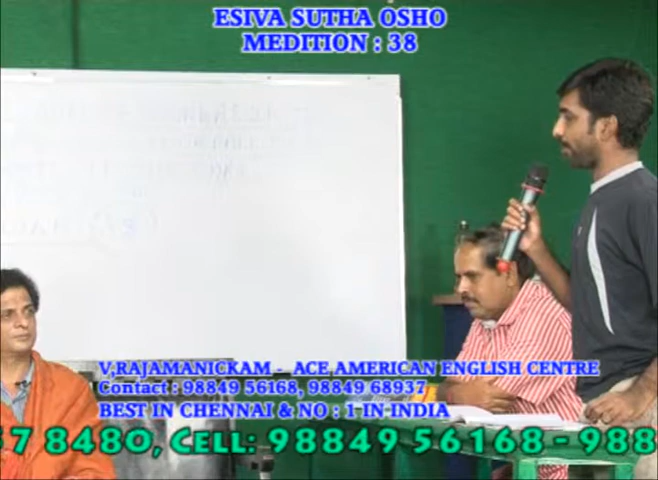 ESIVA SUTHA OSHO
MEDITION : 38
V,RAJAMANICKAM - ACE AMERICAN ENGLISH CENTRE
Contact : 98849 56168, 98849 68937
BEST IN CHENNAI & NO : 1 IN INDIA
57 8480, CELL: 98849 56168 - 988